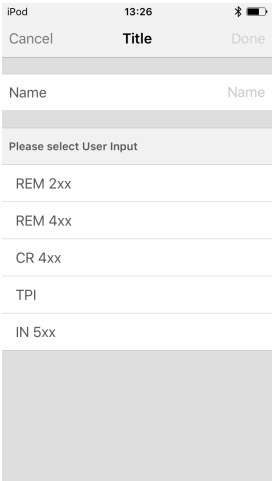 iPod 13:26
Cancel Title Done
Name Name
Please select User Input
REM 2xx
REM 4xx
CR 4xx
TPI
IN 5xx